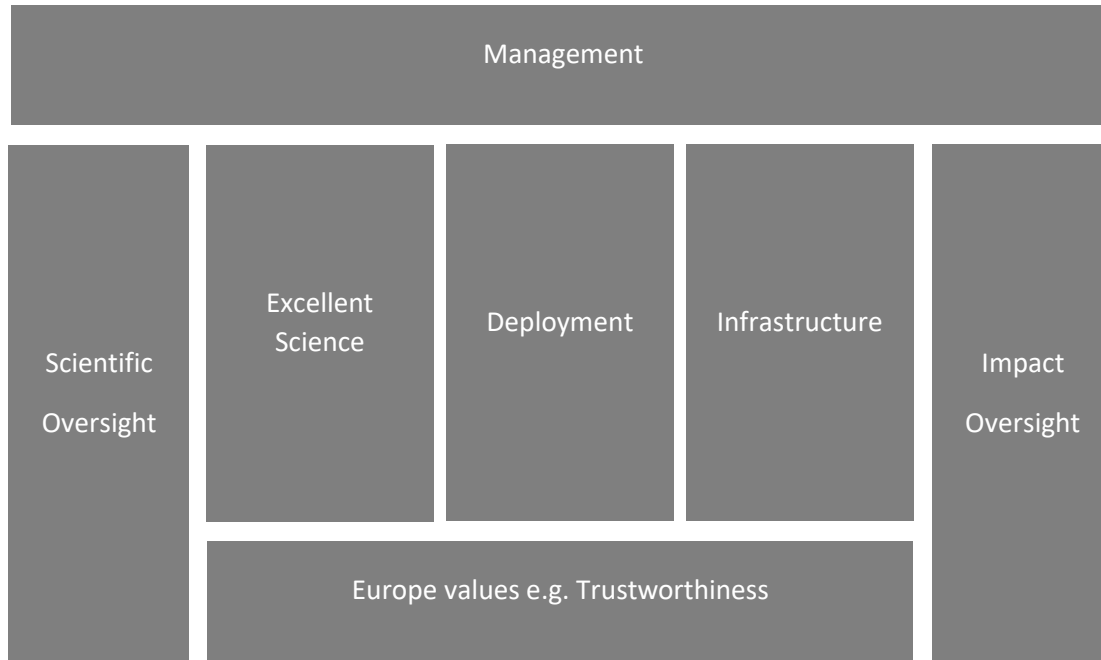 Management
Scientific
Oversight
Excellent
Science
Deployment
Infrastructure
Impact
Oversight
Europe values e.g. Trustworthiness